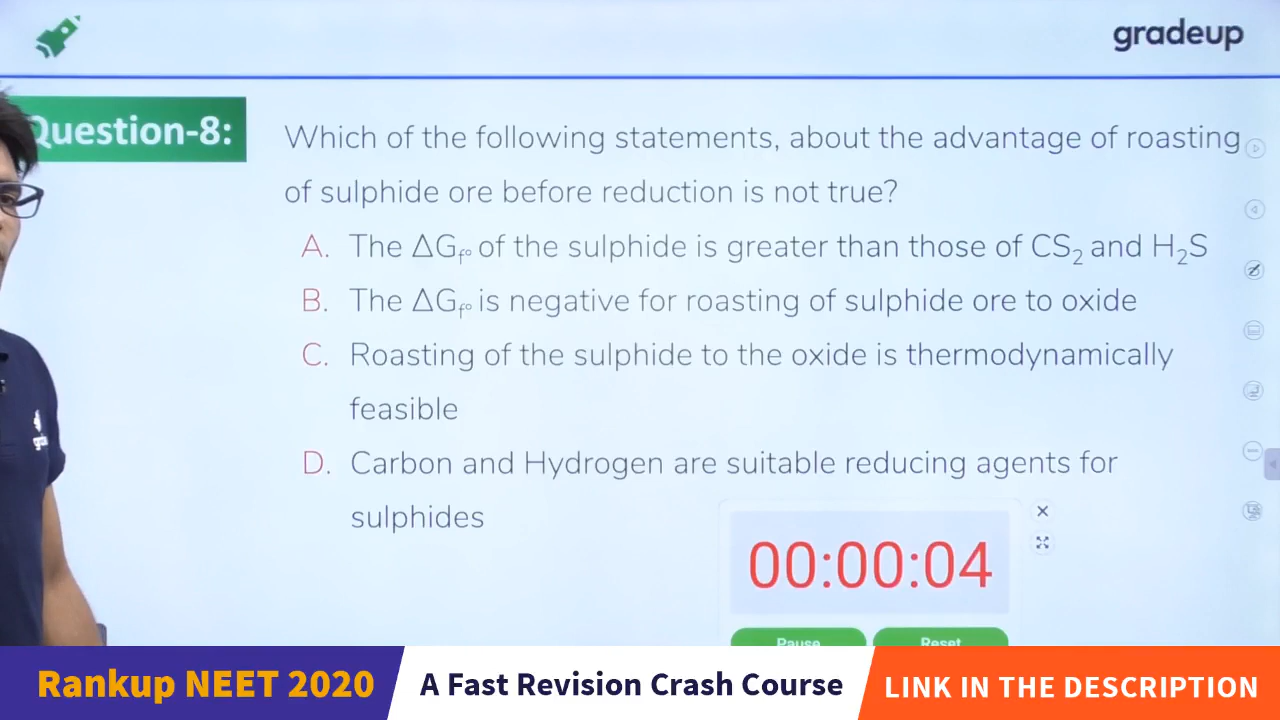 gradeup
Question-8:
Which of the following statements, about the advantage of roasting
of sulphide ore before reduction is not true?
A. The ΔGf° of the sulphide is greater than those of CS₂ and H₂S
B. The ΔGf° is negative for roasting of sulphide ore to oxide
C. Roasting of the sulphide to the oxide is thermodynamically
feasible
D. Carbon and Hydrogen are suitable reducing agents for
sulphides
00:00:04
Pause Reset
Rankup NEET 2020 A Fast Revision Crash Course LINK IN THE DESCRIPTION